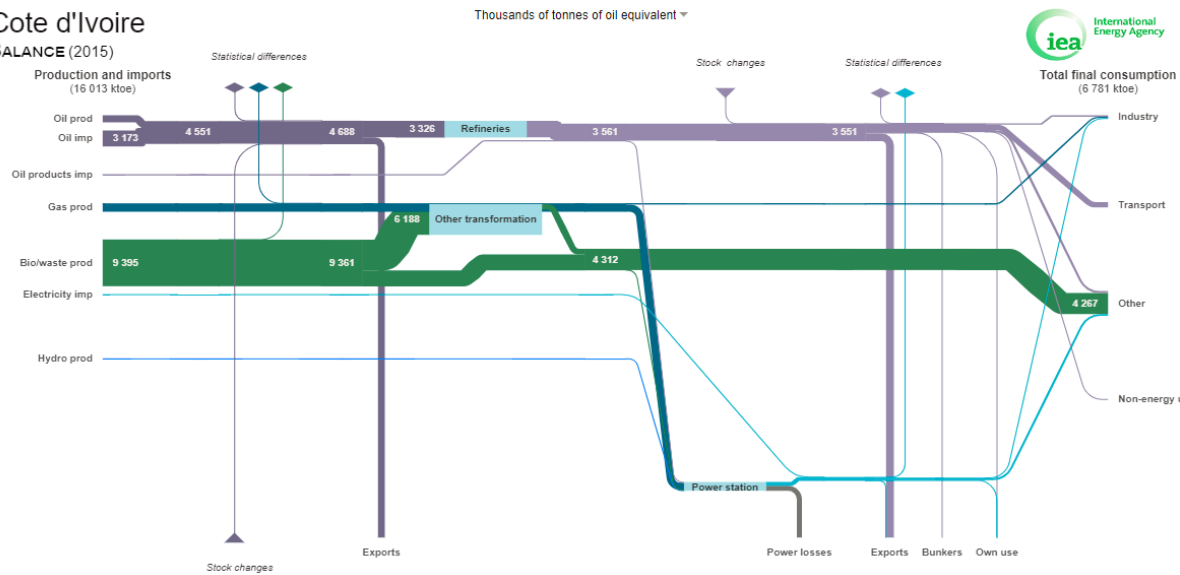 Cote d'Ivoire
BALANCE (2015)
Thousands of tonnes of oil equivalent
iea International Energy Agency
Statistical differences
Stock changes
Statistical differences
Production and imports
(16 013 ktoe)
Total final consumption
(6 781 ktoe)
Oil prod
Oil imp
3 173
4 551
4 688
3 326
Refineries
3 561
3 551
Industry
Oil products imp
Gas prod
Transport
6 188
Other transformation
Bio/waste prod
9 395
9 361
4 312
Electricity imp
4 267
Other
Hydro prod
Non-energy u
Power station
Exports
Power losses
Exports
Bunkers
Own use
Stock changes